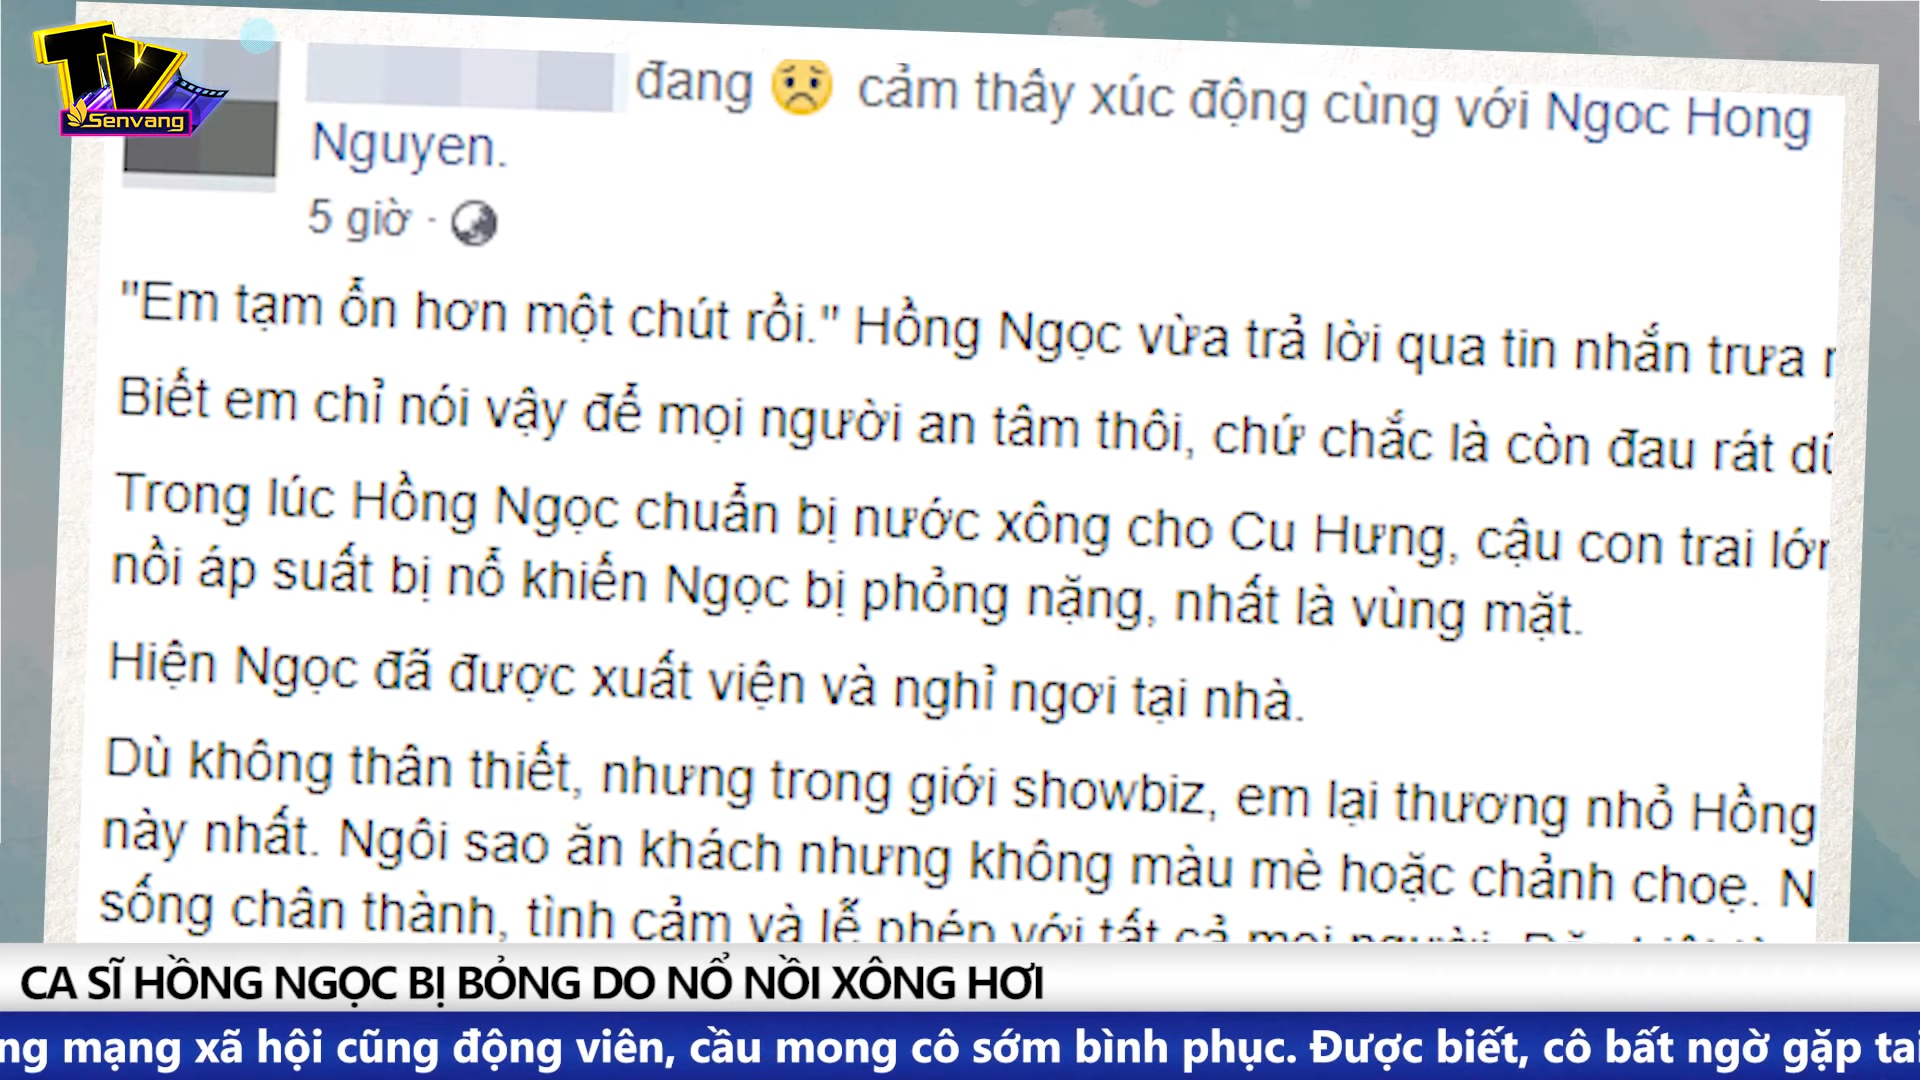 TV
Senvang
đang 😟 cảm thấy xúc động cùng với Ngoc Hong
Nguyen.
5 giờ ·
"Em tạm ổn hơn một chút rồi." Hồng Ngọc vừa trả lời qua tin nhắn trưa
Biết em chỉ nói vậy để mọi người an tâm thôi, chứ chắc là còn đau rát
Trong lúc Hồng Ngọc chuẩn bị nước xông cho Cu Hưng, cậu con trai lớn
nồi áp suất bị nổ khiến Ngọc bị phỏng nặng, nhất là vùng mặt.
Hiện Ngọc đã được xuất viện và nghỉ ngơi tại nhà.
Dù không thân thiết, nhưng trong giới showbiz, em lại thương nhỏ Hồng
này nhất. Ngôi sao ăn khách nhưng không màu mè hoặc chảnh choẹ. N
sống chân thành, tình cảm và lễ phép với tất cả mọi người.
CA SĨ HỒNG NGỌC BỊ BỎNG DO NỔ NỒI XÔNG HƠI
ng mạng xã hội cũng động viên, cầu mong cô sớm bình phục. Được biết, cô bất ngờ gặp tai